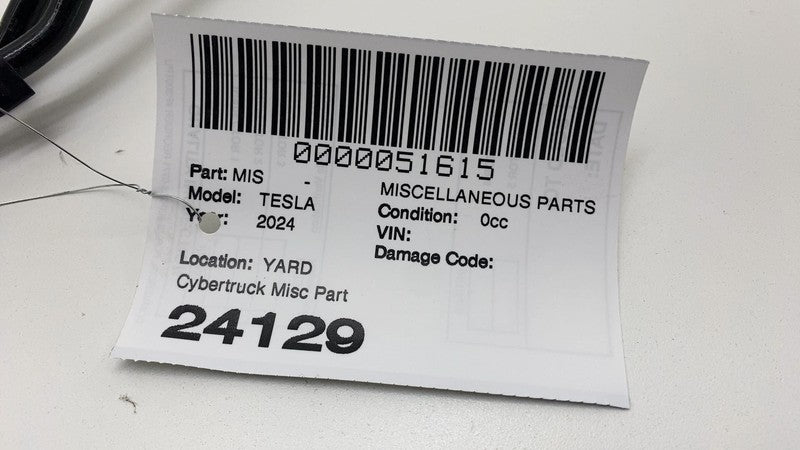 0000051615
Part: MIS -
MISCELLANEOUS PARTS
Model: TESLA
Condition: 0cc
Year: 2024
VIN:
Damage Code:
Location: YARD
Cybertruck Misc Part
24129